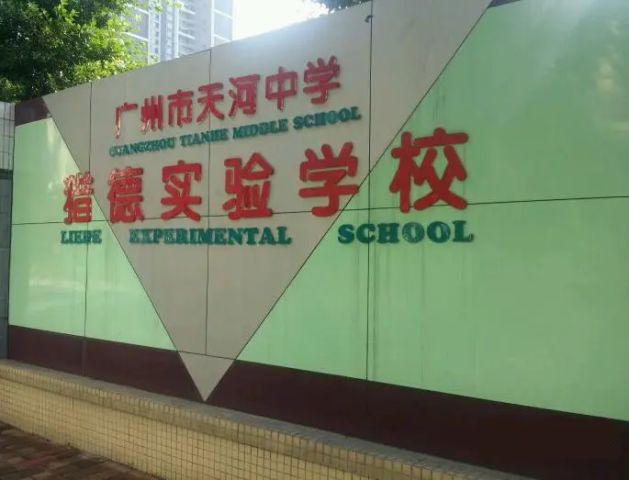 广州市天河中学
GUANGZHOU TIANHE MIDDLE SCHOOL
猎德实验学校
LIEDE EXPERIMENTAL SCHOOL